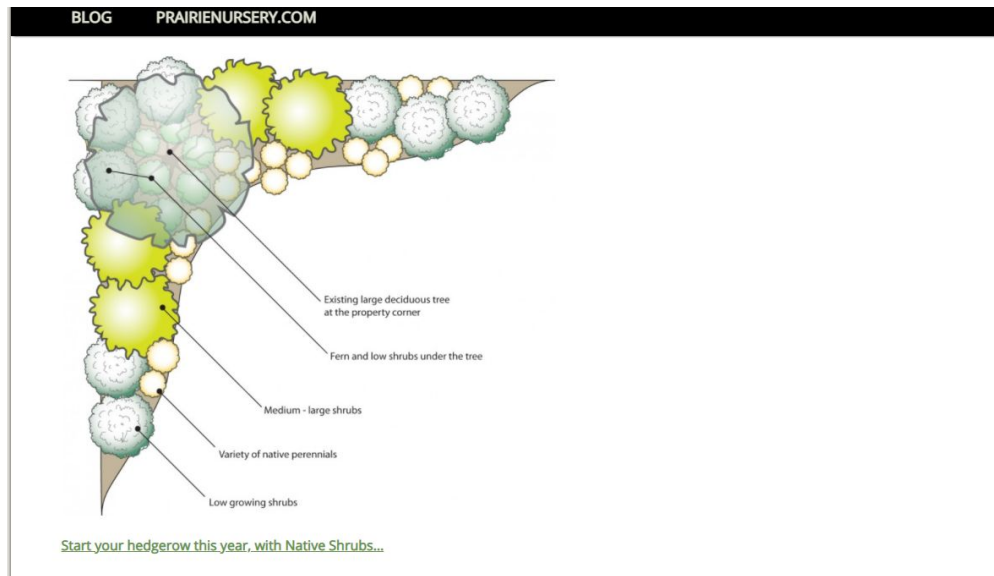 BLOG PRAIRIENURSERY.COM
Existing large deciduous tree
at the property corner
Fern and low shrubs under the tree
Medium - large shrubs
Variety of native perennials
Low growing shrubs
Start your hedgerow this year, with Native Shrubs...